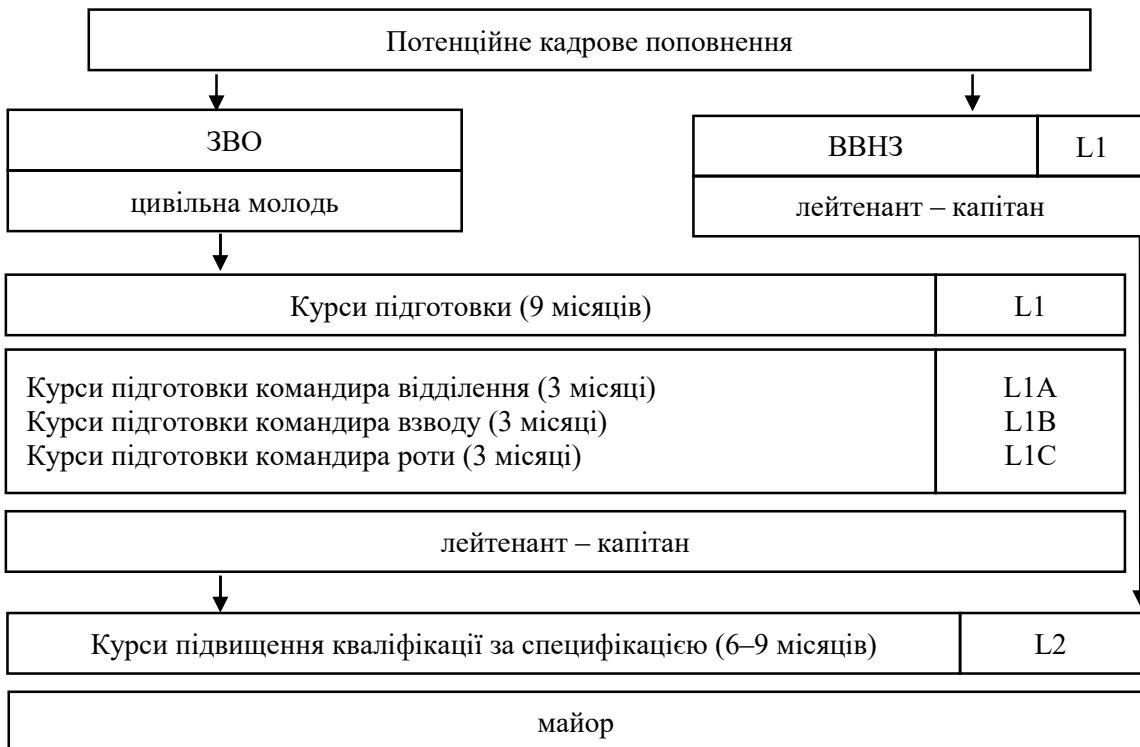 Потенційне кадрове поповнення
ЗВО
ВВНЗ L1
цивільна молодь
лейтенант – капітан
Курси підготовки (9 місяців) L1
Курси підготовки командира відділення (3 місяці) L1A
Курси підготовки командира взводу (3 місяці) L1B
Курси підготовки командира роти (3 місяці) L1C
лейтенант – капітан
Курси підвищення кваліфікації за специфікацією (6–9 місяців) L2
майор